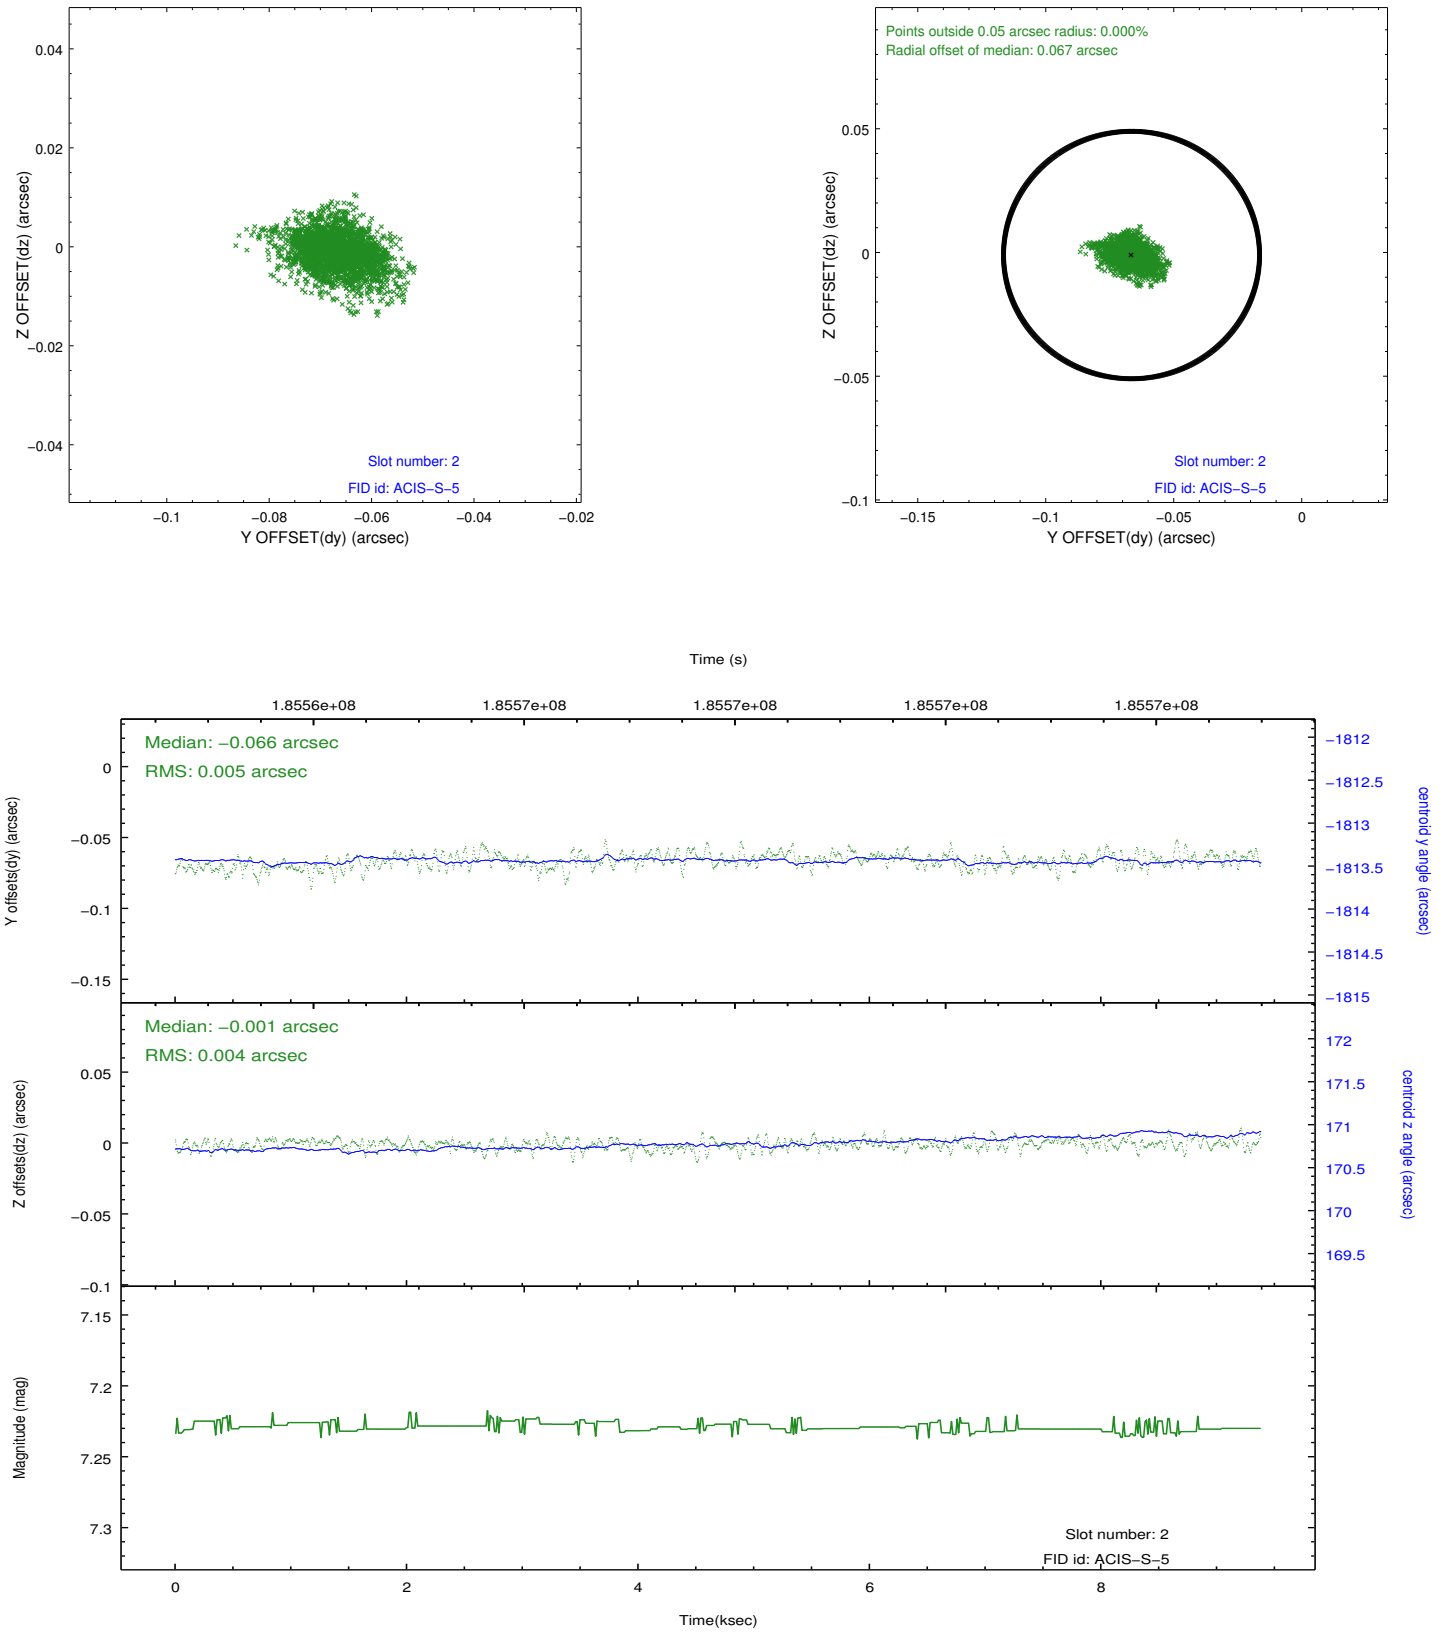 0.04
0.02
0
−0.02
−0.04
Z OFFSET(dz) (arcsec)
Slot number: 2
FID id: ACIS−S−5
−0.1
−0.08
−0.06
−0.04
−0.02
Y OFFSET(dy) (arcsec)
Points outside 0.05 arcsec radius: 0.000%
Radial offset of median: 0.067 arcsec
0.05
0
−0.05
−0.1
Z OFFSET(dz) (arcsec)
Slot number: 2
FID id: ACIS−S−5
−0.15
−0.1
−0.05
0
Y OFFSET(dy) (arcsec)
Time (s)
1.8556e+08
1.8557e+08
1.8557e+08
1.8557e+08
1.8557e+08
Median: −0.066 arcsec
RMS: 0.005 arcsec
0
−0.05
−0.1
−0.15
Y offsets(dy) (arcsec)
−1812
−1812.5
−1813
−1813.5
−1814
−1814.5
−1815
centroid y angle (arcsec)
Median: −0.001 arcsec
RMS: 0.004 arcsec
0.05
0
−0.05
−0.1
Z offsets(dz) (arcsec)
172
171.5
171
170.5
170
169.5
centroid z angle (arcsec)
7.15
7.2
7.25
7.3
Magnitude (mag)
Slot number: 2
FID id: ACIS−S−5
0
2
4
6
8
Time(ksec)